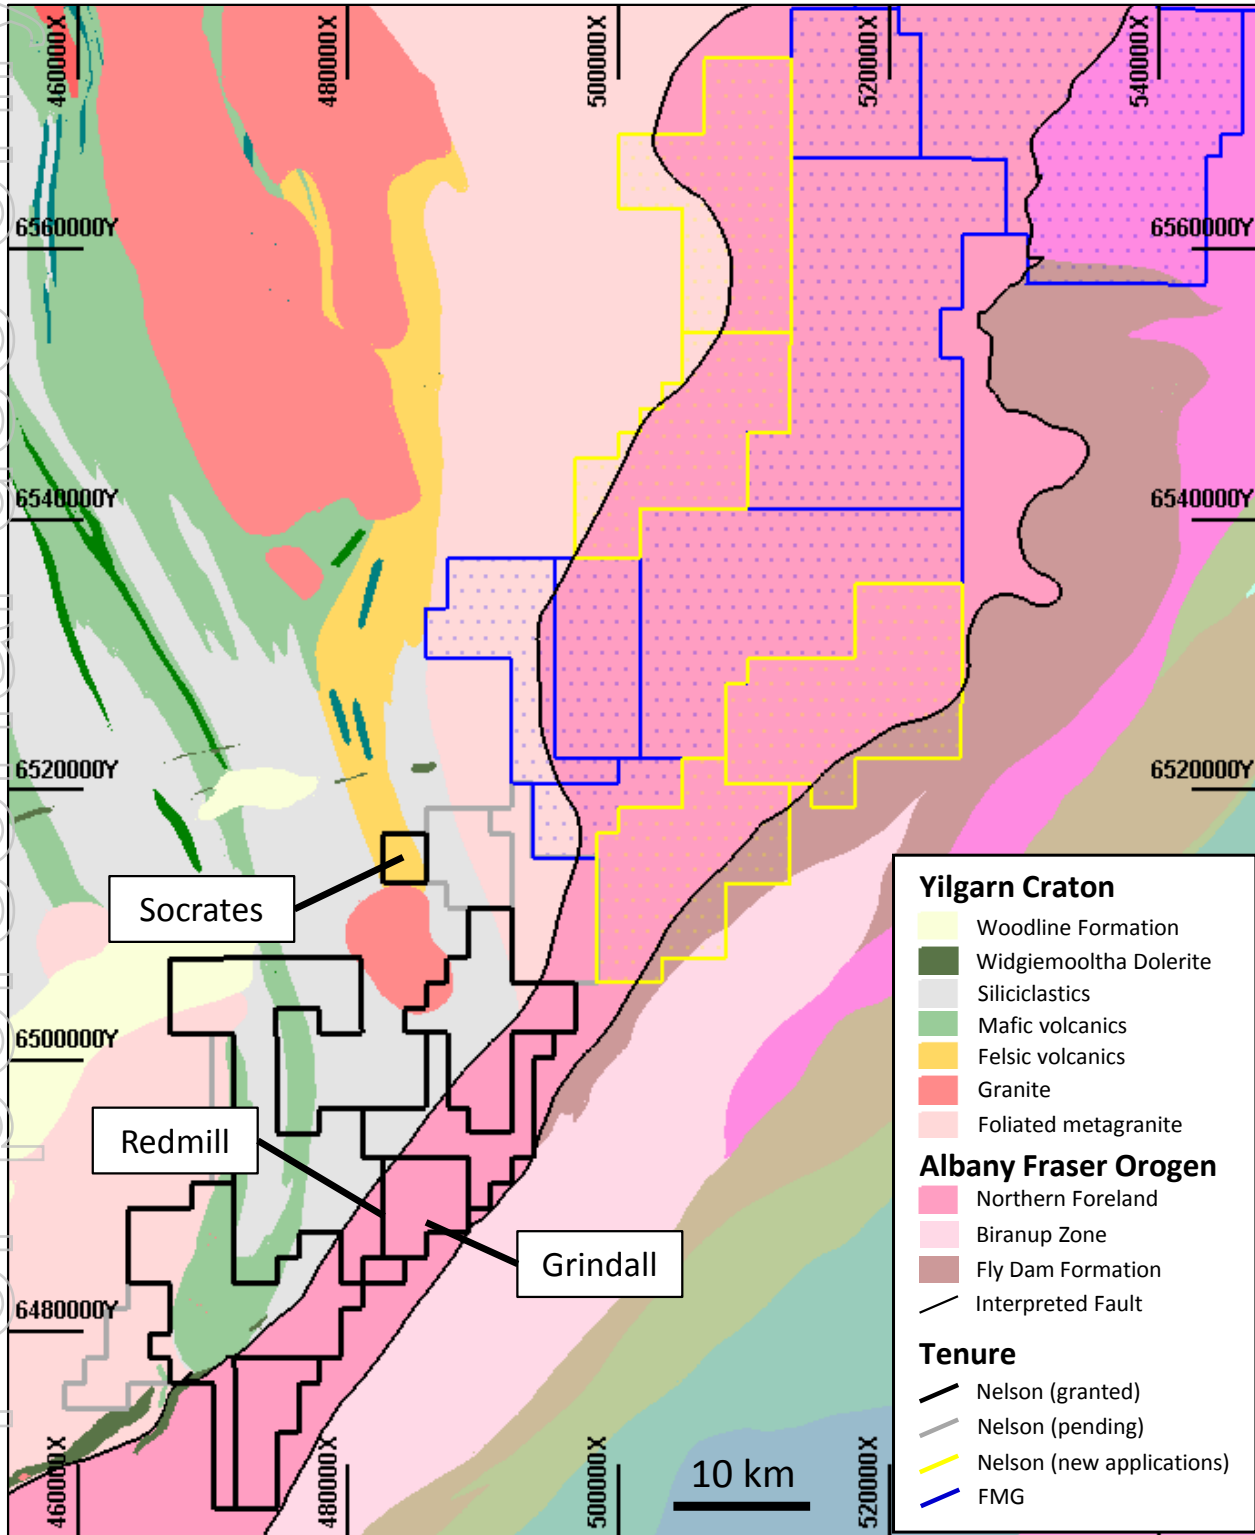 460000X
480000X
500000X
520000X
540000X
6560000Y
6560000Y
6540000Y
6540000Y
6520000Y
6520000Y
Socrates
6500000Y
Redmill
Grindall
6480000Y
460000X
480000X
500000X
520000X
10 km
Yilgarn Craton
Woodline Formation
Widgiemooltha Dolerite
Siliciclastics
Mafic volcanics
Felsic volcanics
Granite
Foliated metagranite
Albany Fraser Orogen
Northern Foreland
Biranup Zone
Fly Dam Formation
Interpreted Fault
Tenure
Nelson (granted)
Nelson (pending)
Nelson (new applications)
FMG